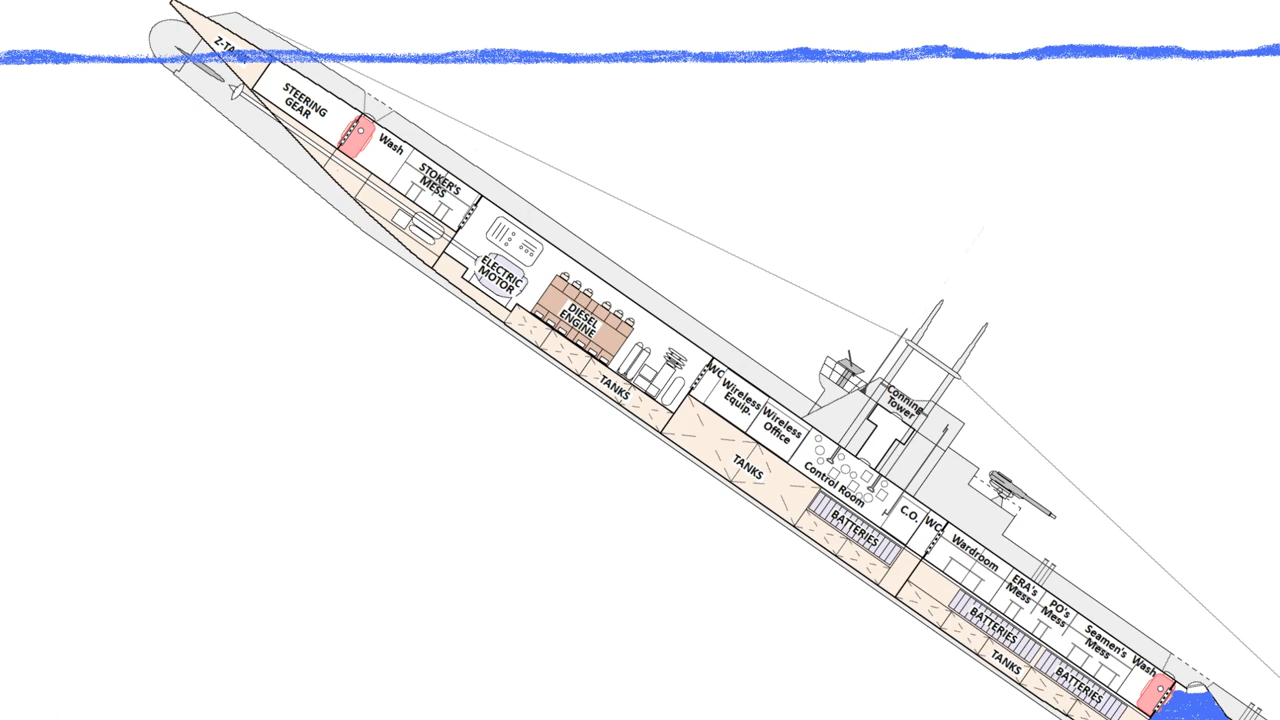 Z-TANK
STEERING
GEAR
Wash
STOKER'S
MESS
ELECTRIC
MOTOR
DIESEL
ENGINE
TANKS
WC
Wireless
Equip.
Wireless
Office
Conning
Tower
TANKS
Control Room
BATTERIES
C.O.
WC
Wardroom
ERA's
Mess
PO's
Mess
Seamen's
Mess
Wash
BATTERIES
TANKS
BATTERIES